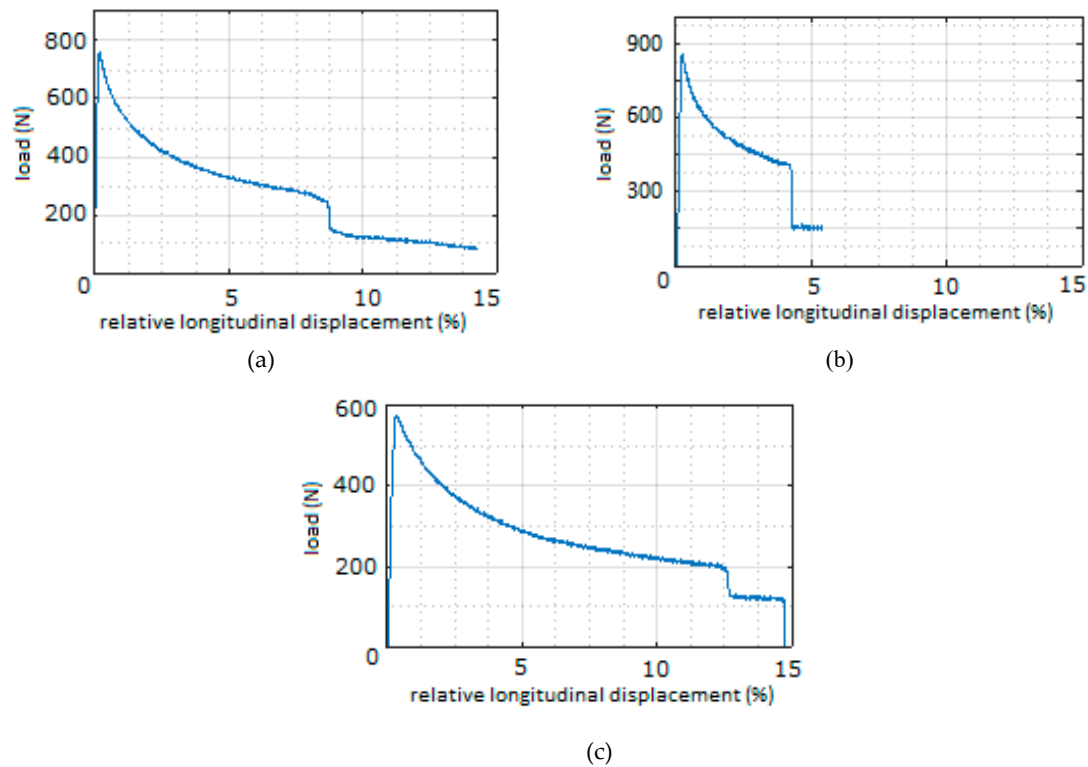 800
600
400
200
0
load (N)
0 5 10 15
relative longitudinal displacement (%)
(a)
900
600
300
0
load (N)
5 10 15
relative longitudinal displacement (%)
(b)
600
400
200
0
load (N)
5 10 15
relative longitudinal displacement (%)
(c)